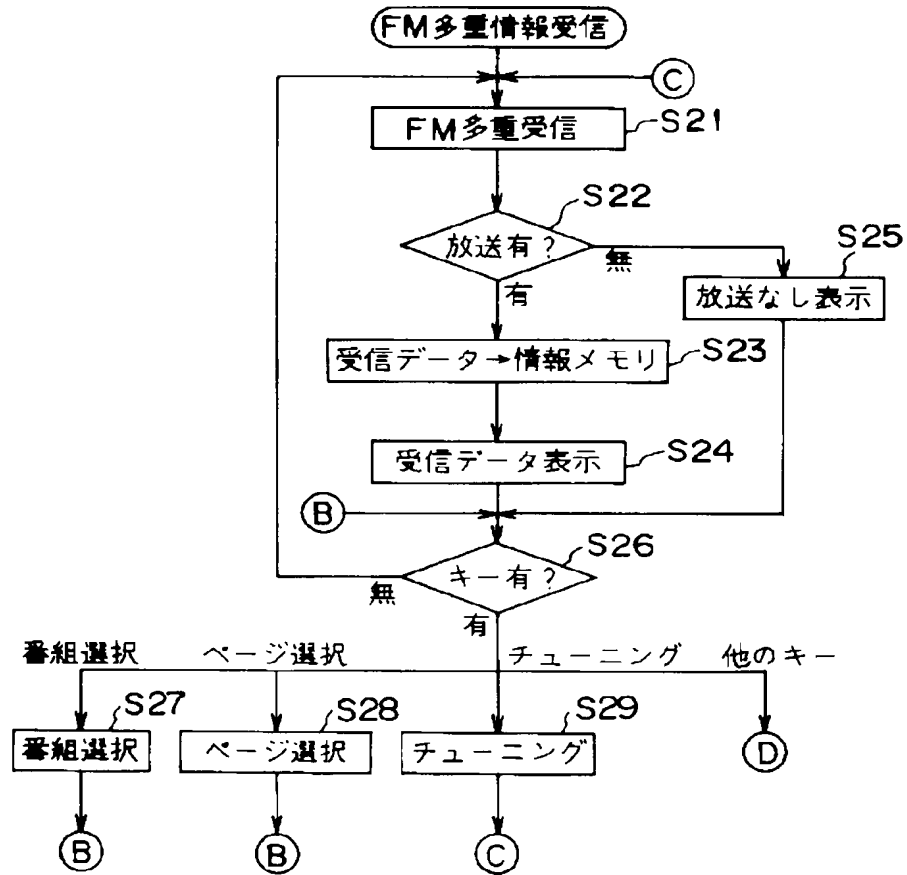 FM多重情報受信
C
FM多重受信
S21
S22
放送有?
無
有
S25
放送なし表示
受信データ→情報メモリ
S23
受信データ表示
S24
B
S26
キー有?
無
有
番組選択 ページ選択 チューニング 他のキー
S27 S28 S29
番組選択 ページ選択 チューニング D
B B C